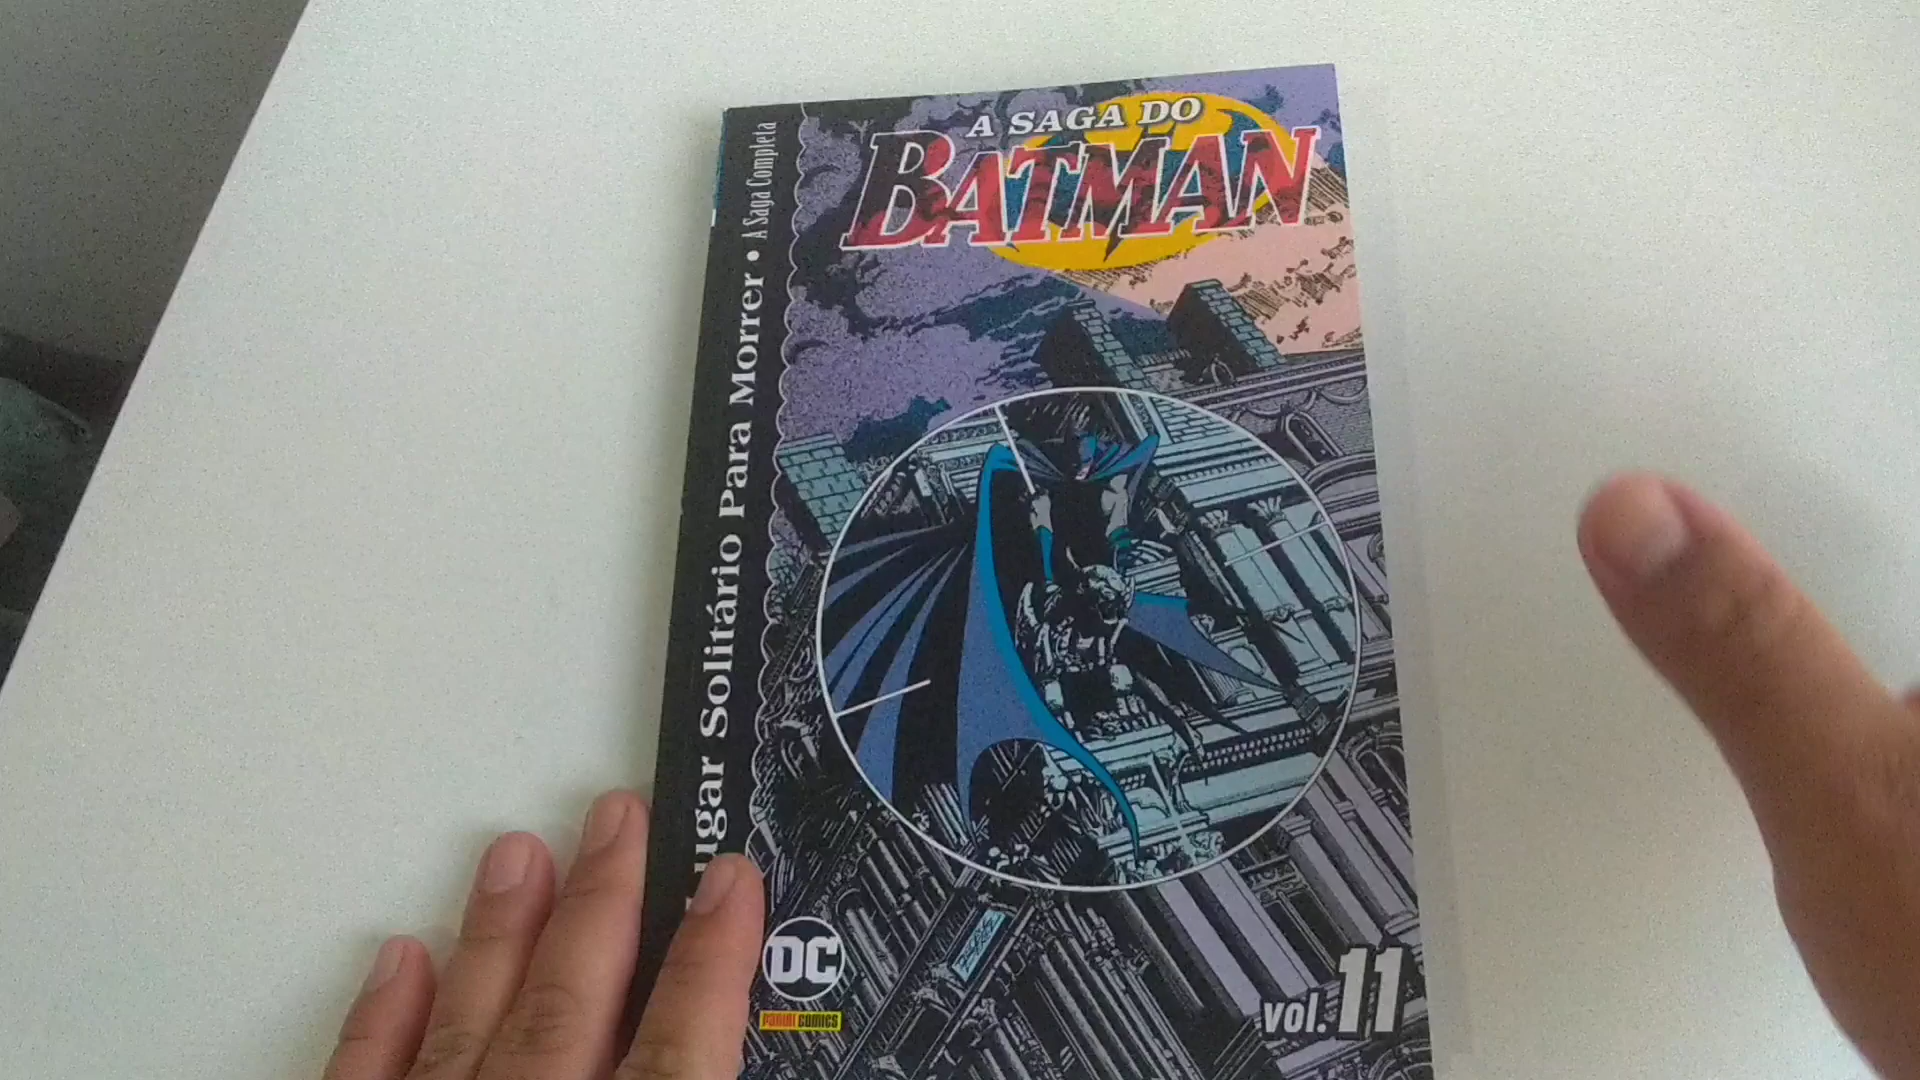 A SAGA DO
BATMAN
ugar Solitário Para Morrer • A Saga Completa
DC
PANINI COMICS
vol. 11